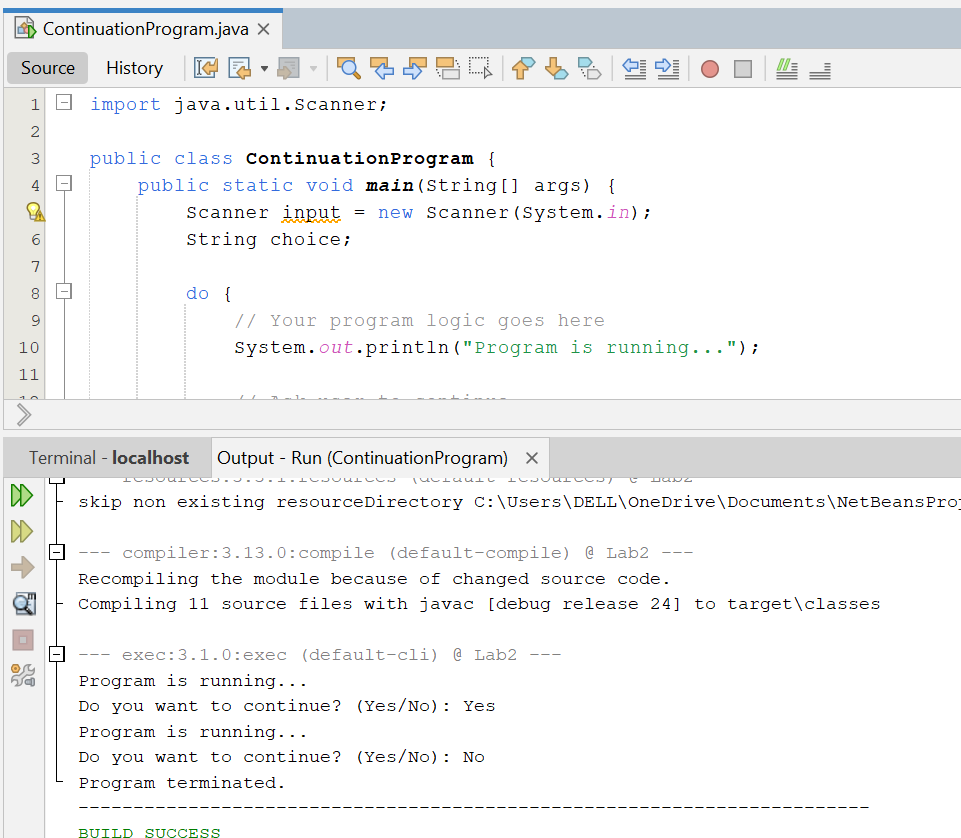 ContinuationProgram.java
Source History
1 import java.util.Scanner;
2
3 public class ContinuationProgram {
4 public static void main(String[] args) {
Scanner input = new Scanner(System.in);
6 String choice;
7
8 do {
9 // Your program logic goes here
10 System.out.println("Program is running...");
11
Terminal - localhost Output - Run (ContinuationProgram)
skip non existing resourceDirectory C:\Users\DELL\OneDrive\Documents\NetBeansProj
--- compiler:3.13.0:compile (default-compile) @ Lab2 ---
Recompiling the module because of changed source code.
Compiling 11 source files with javac [debug release 24] to target\classes
--- exec:3.1.0:exec (default-cli) @ Lab2 ---
Program is running...
Do you want to continue? (Yes/No): Yes
Program is running...
Do you want to continue? (Yes/No): No
Program terminated.
------------------------------------------------------------------------
BUILD SUCCESS